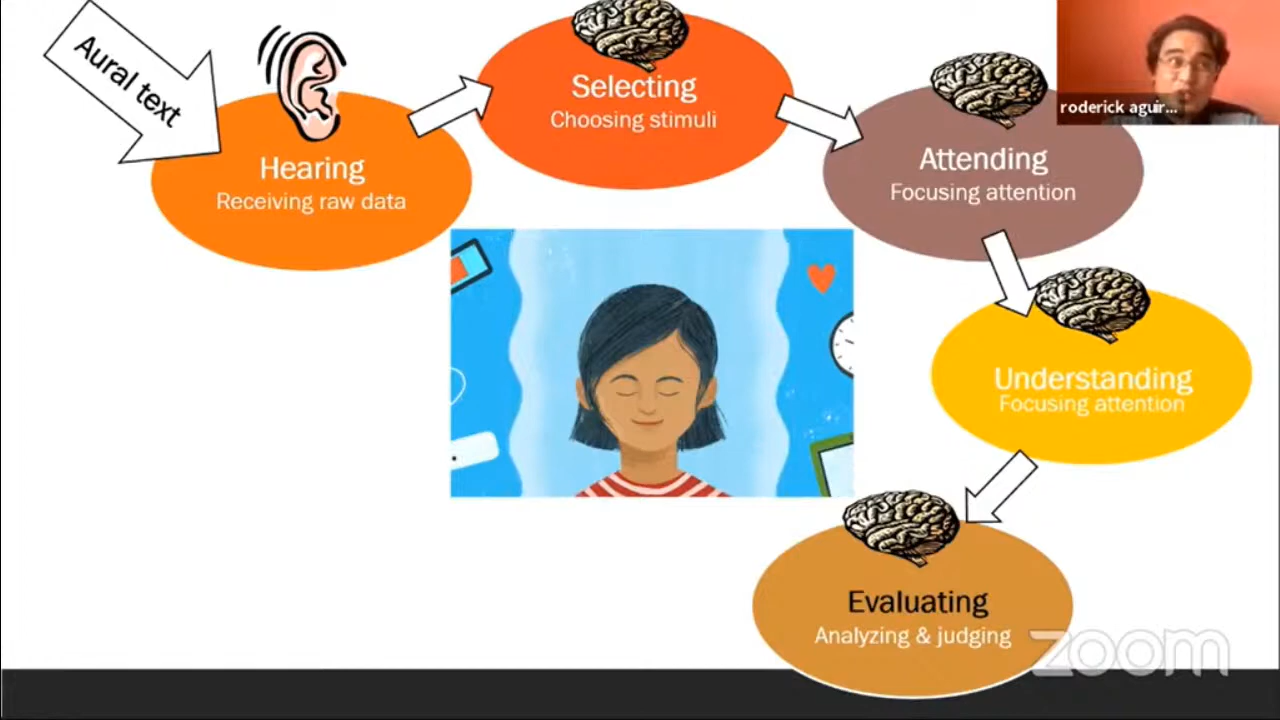 Aural text
Hearing
Receiving raw data
Selecting
Choosing stimuli
Attending
Focusing attention
roderick aguir...
Understanding
Focusing attention
Evaluating
Analyzing & judging
zoom